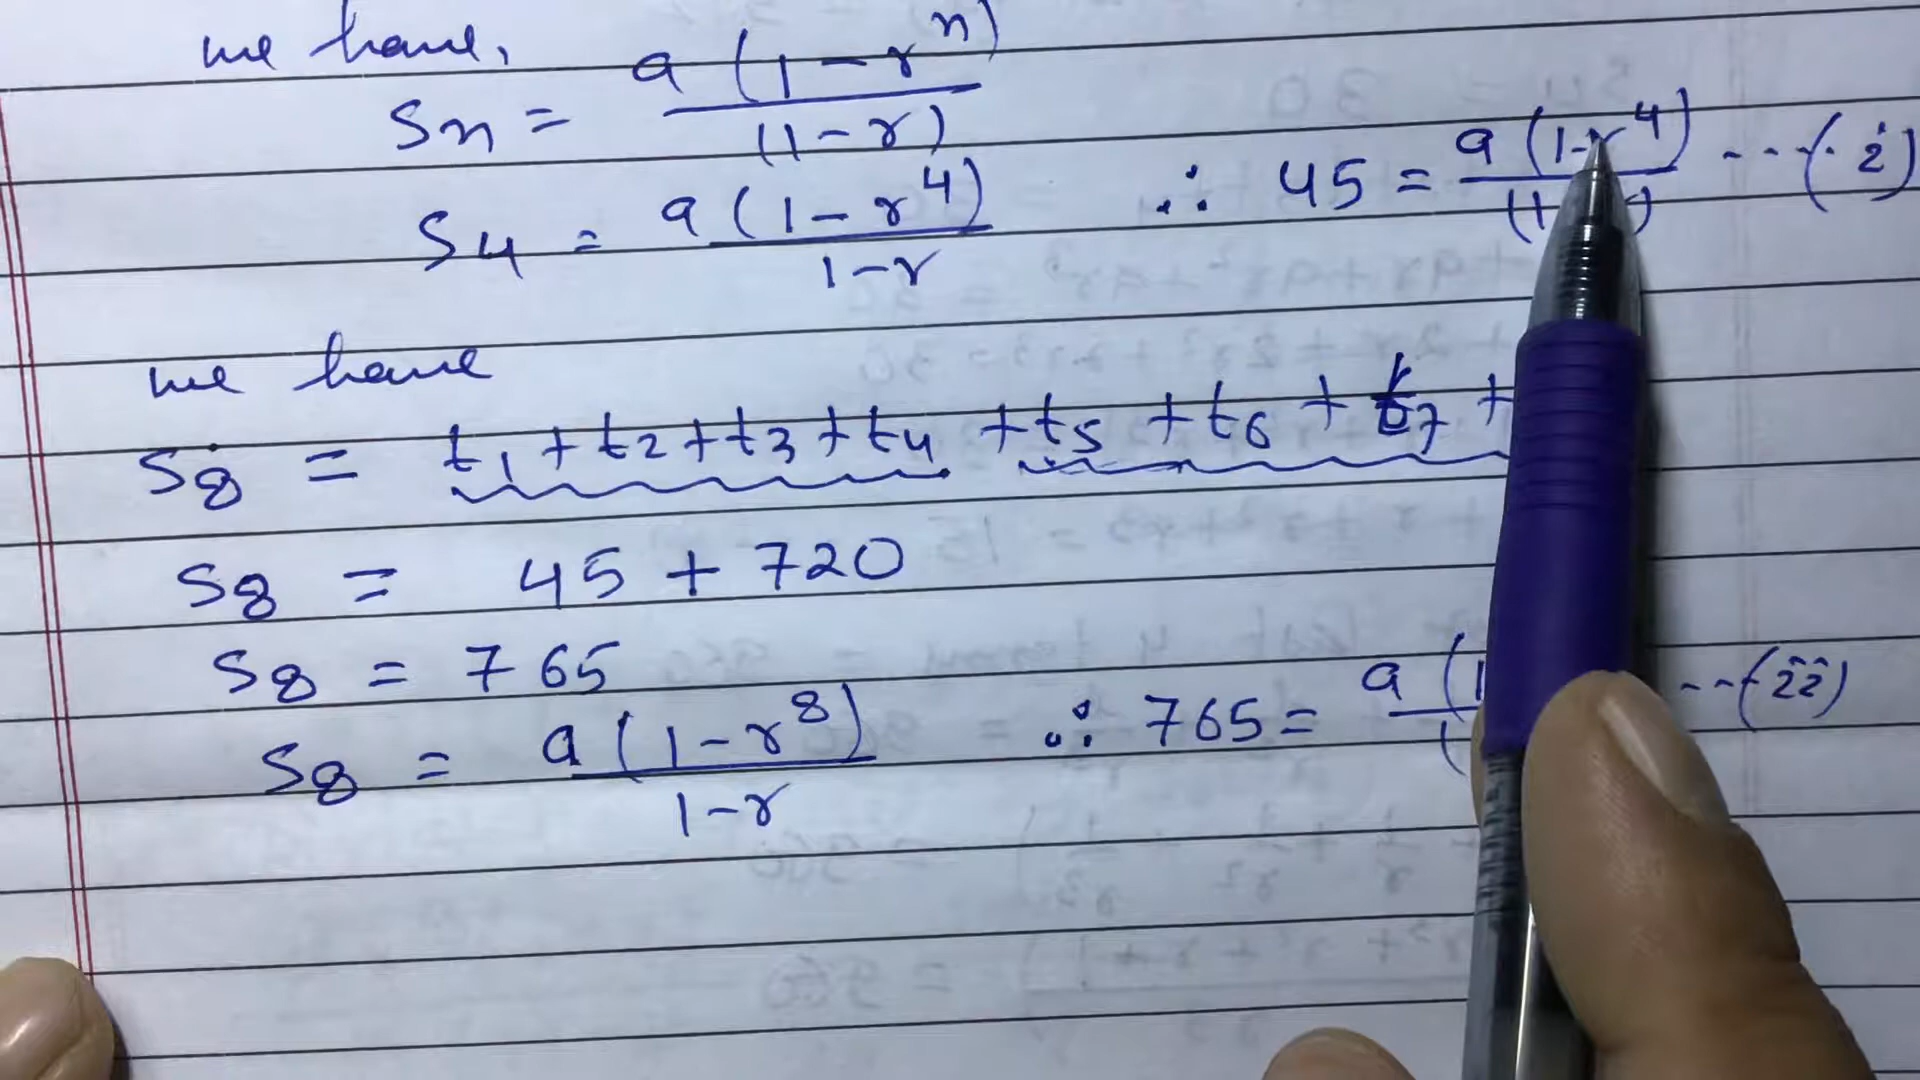 we have,
Sn = a(1-r^n) / (1-r)
S4 = a(1-r^4) / 1-r ∴ 45 = a(1-r^4) / (1 ) ....(i)
we have
S8 = t1+t2+t3+t4 +t5 +t6 + t7 +
S8 = 45 + 720
S8 = 765
S8 = a(1-r^8) / 1-r ∴ 765 = a(1 / ( ...(ii)